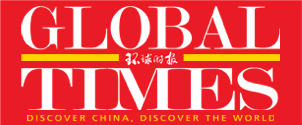 GLOBAL
环球时报
TIMES
DISCOVER CHINA, DISCOVER THE WORLD